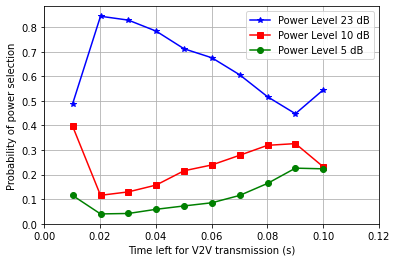 Power Level 23 dB
Power Level 10 dB
Power Level 5 dB
Probability of power selection
0.8
0.7
0.6
0.5
0.4
0.3
0.2
0.1
0.0
0.00 0.02 0.04 0.06 0.08 0.10 0.12
Time left for V2V transmission (s)